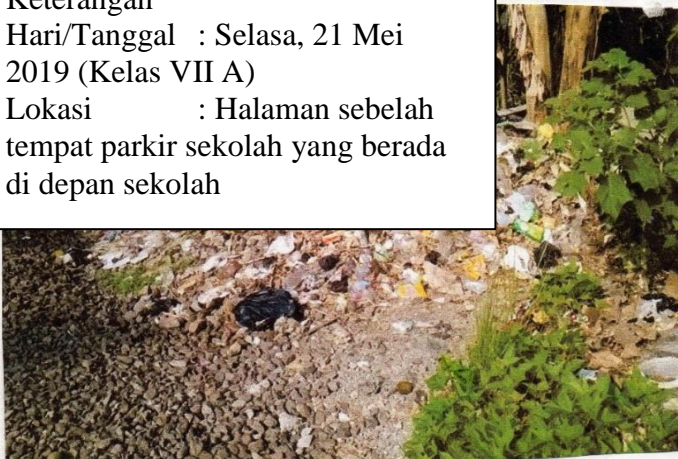 Keterangan
Hari/Tanggal : Selasa, 21 Mei
2019 (Kelas VII A)
Lokasi : Halaman sebelah
tempat parkir sekolah yang berada
di depan sekolah